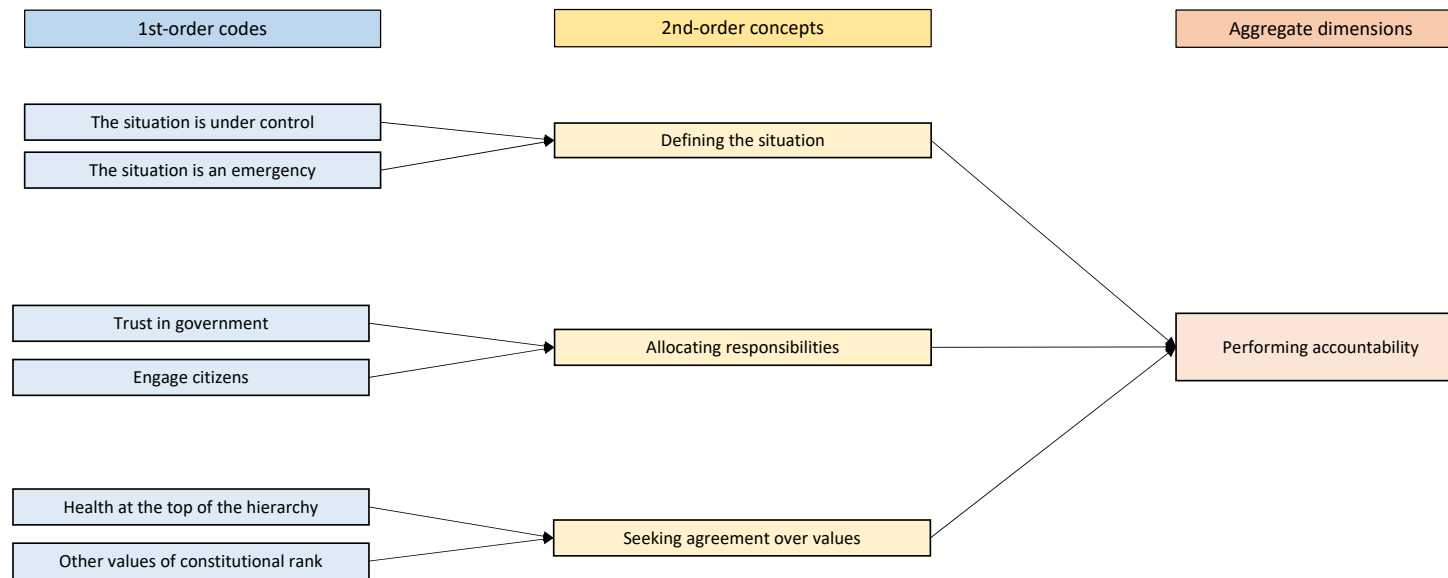 1st-order codes
2nd-order concepts
Aggregate dimensions
The situation is under control
The situation is an emergency
Defining the situation
Trust in government
Engage citizens
Allocating responsibilities
Performing accountability
Health at the top of the hierarchy
Other values of constitutional rank
Seeking agreement over values